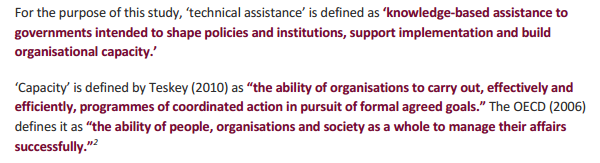 For the purpose of this study, ‘technical assistance’ is defined as ‘knowledge-based assistance to
governments intended to shape policies and institutions, support implementation and build
organisational capacity.’
‘Capacity’ is defined by Teskey (2010) as “the ability of organisations to carry out, effectively and
efficiently, programmes of coordinated action in pursuit of formal agreed goals.” The OECD (2006)
defines it as “the ability of people, organisations and society as a whole to manage their affairs
successfully.”2